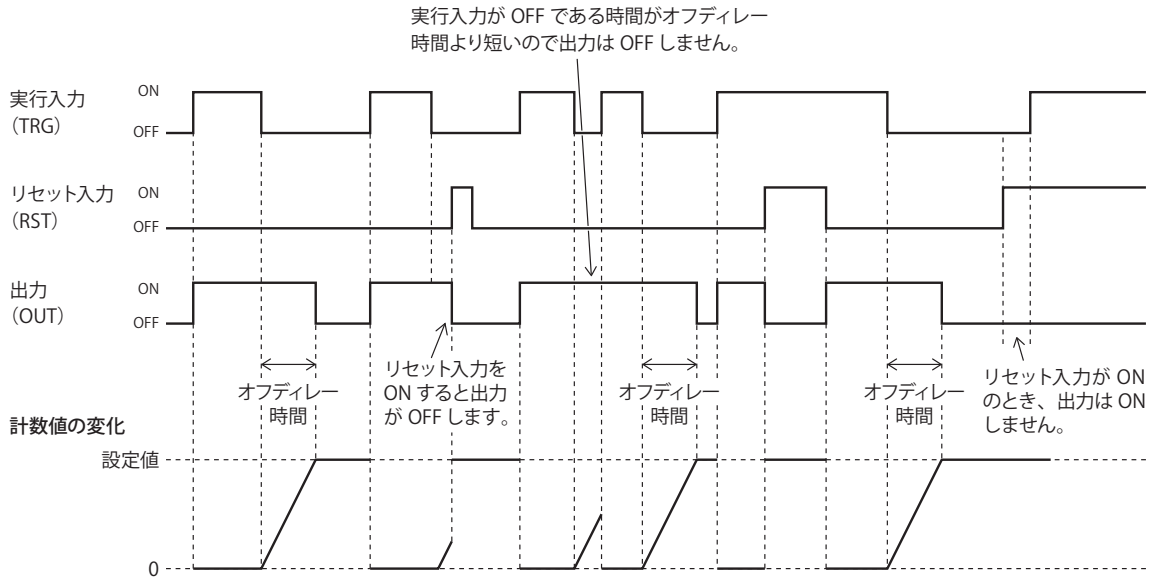 実行入力が OFF である時間がオフディレー
時間より短いので出力は OFF しません。
実行入力
（TRG）
ON
OFF
リセット入力
（RST）
ON
OFF
出力
（OUT）
ON
OFF
オフディレー
時間
リセット入力を
ON すると出力
が OFF します。
オフディレー
時間
オフディレー
時間
リセット入力が ON
のとき、出力は ON
しません。
計数値の変化
設定値
0